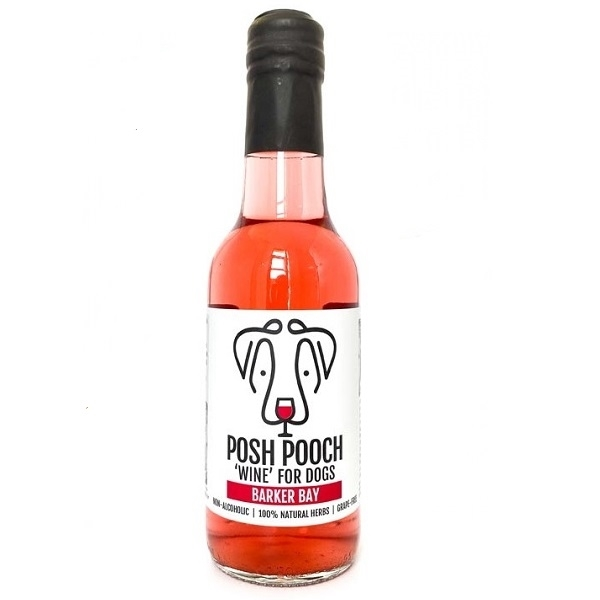 POSH POOCH
'WINE' FOR DOGS
BARKER BAY
NON-ALCOHOLIC | 100% NATURAL HERBS | GRAPE-FREE